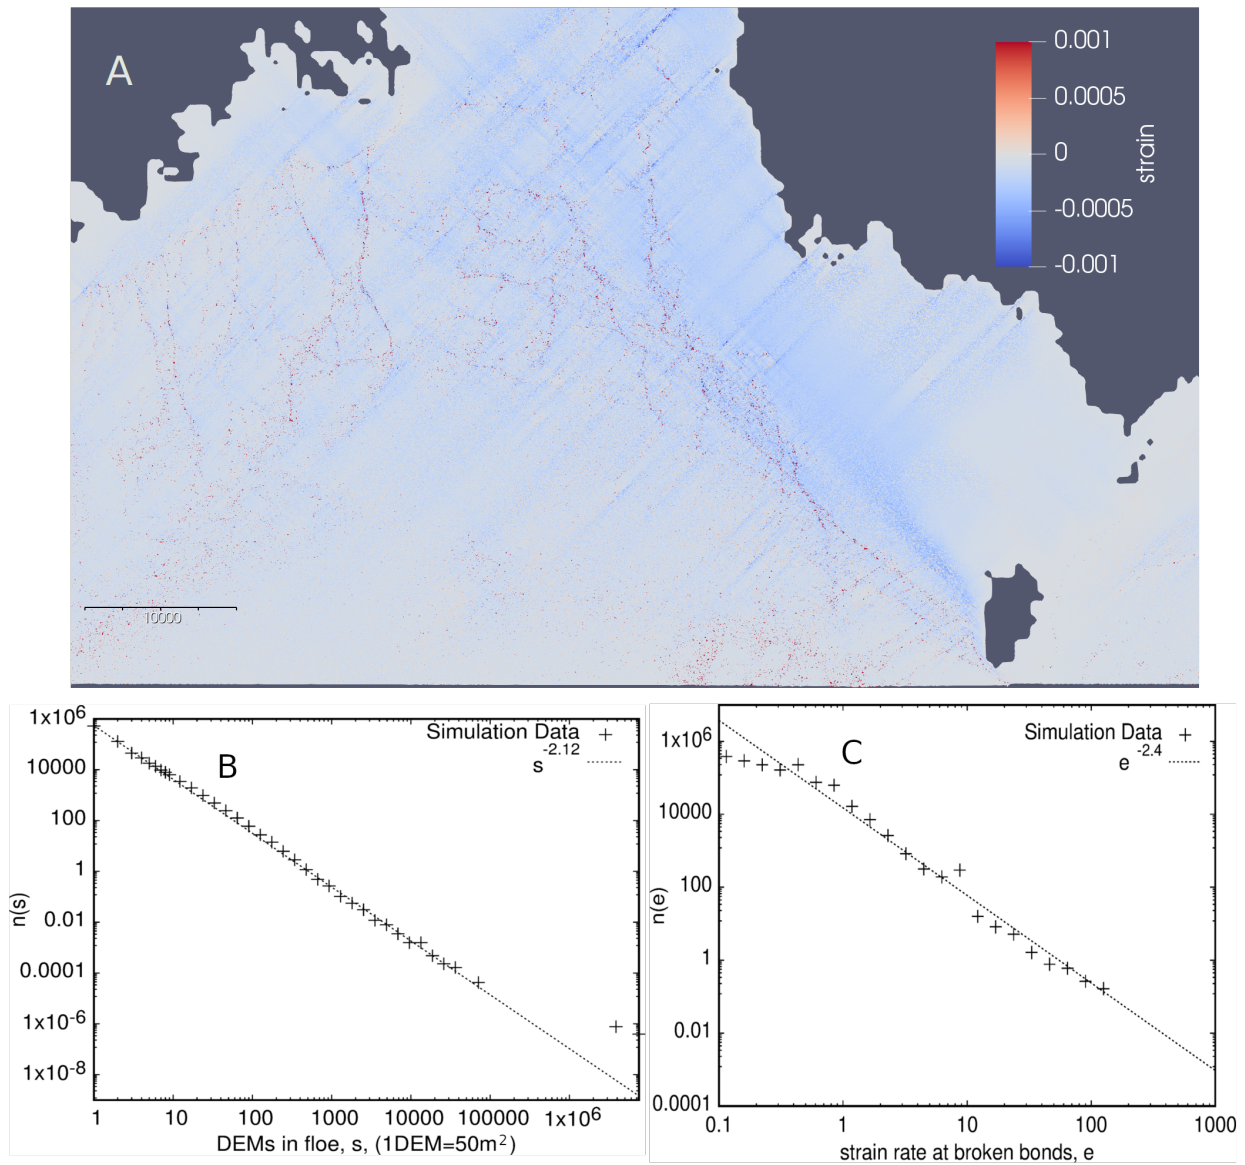 A
0.001
0.0005
0
-0.0005
-0.001
strain
10000
B
Simulation Data
s^-2.12
1x10^6
10000
100
1
0.01
0.0001
1x10^-6
1x10^-8
n(s)
1 10 100 1000 10000 100000 1x10^6
DEMs in floe, s, (1DEM=50m²)
C
Simulation Data
e^-2.4
1x10^6
10000
100
1
0.01
0.0001
n(e)
0.1 1 10 100 1000
strain rate at broken bonds, e